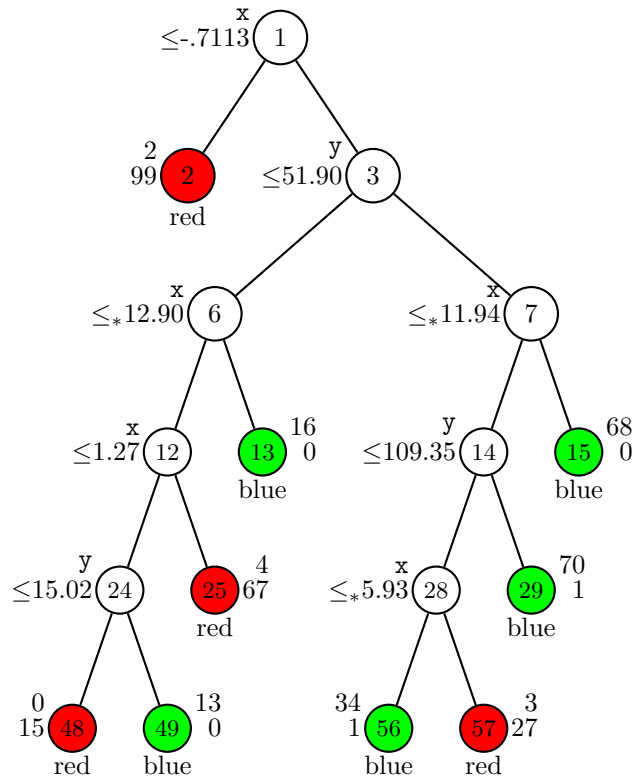 x
≤-.7113 1
2
99 2
red
y
≤51.90 3
x
≤*12.90 6
x
≤*11.94 7
x
≤1.27 12
16
13 0
blue
y
≤109.35 14
68
15 0
blue
y
≤15.02 24
4
25 67
red
x
≤*5.93 28
70
29 1
blue
0
15 48
red
13
49 0
blue
34
1 56
blue
3
57 27
red